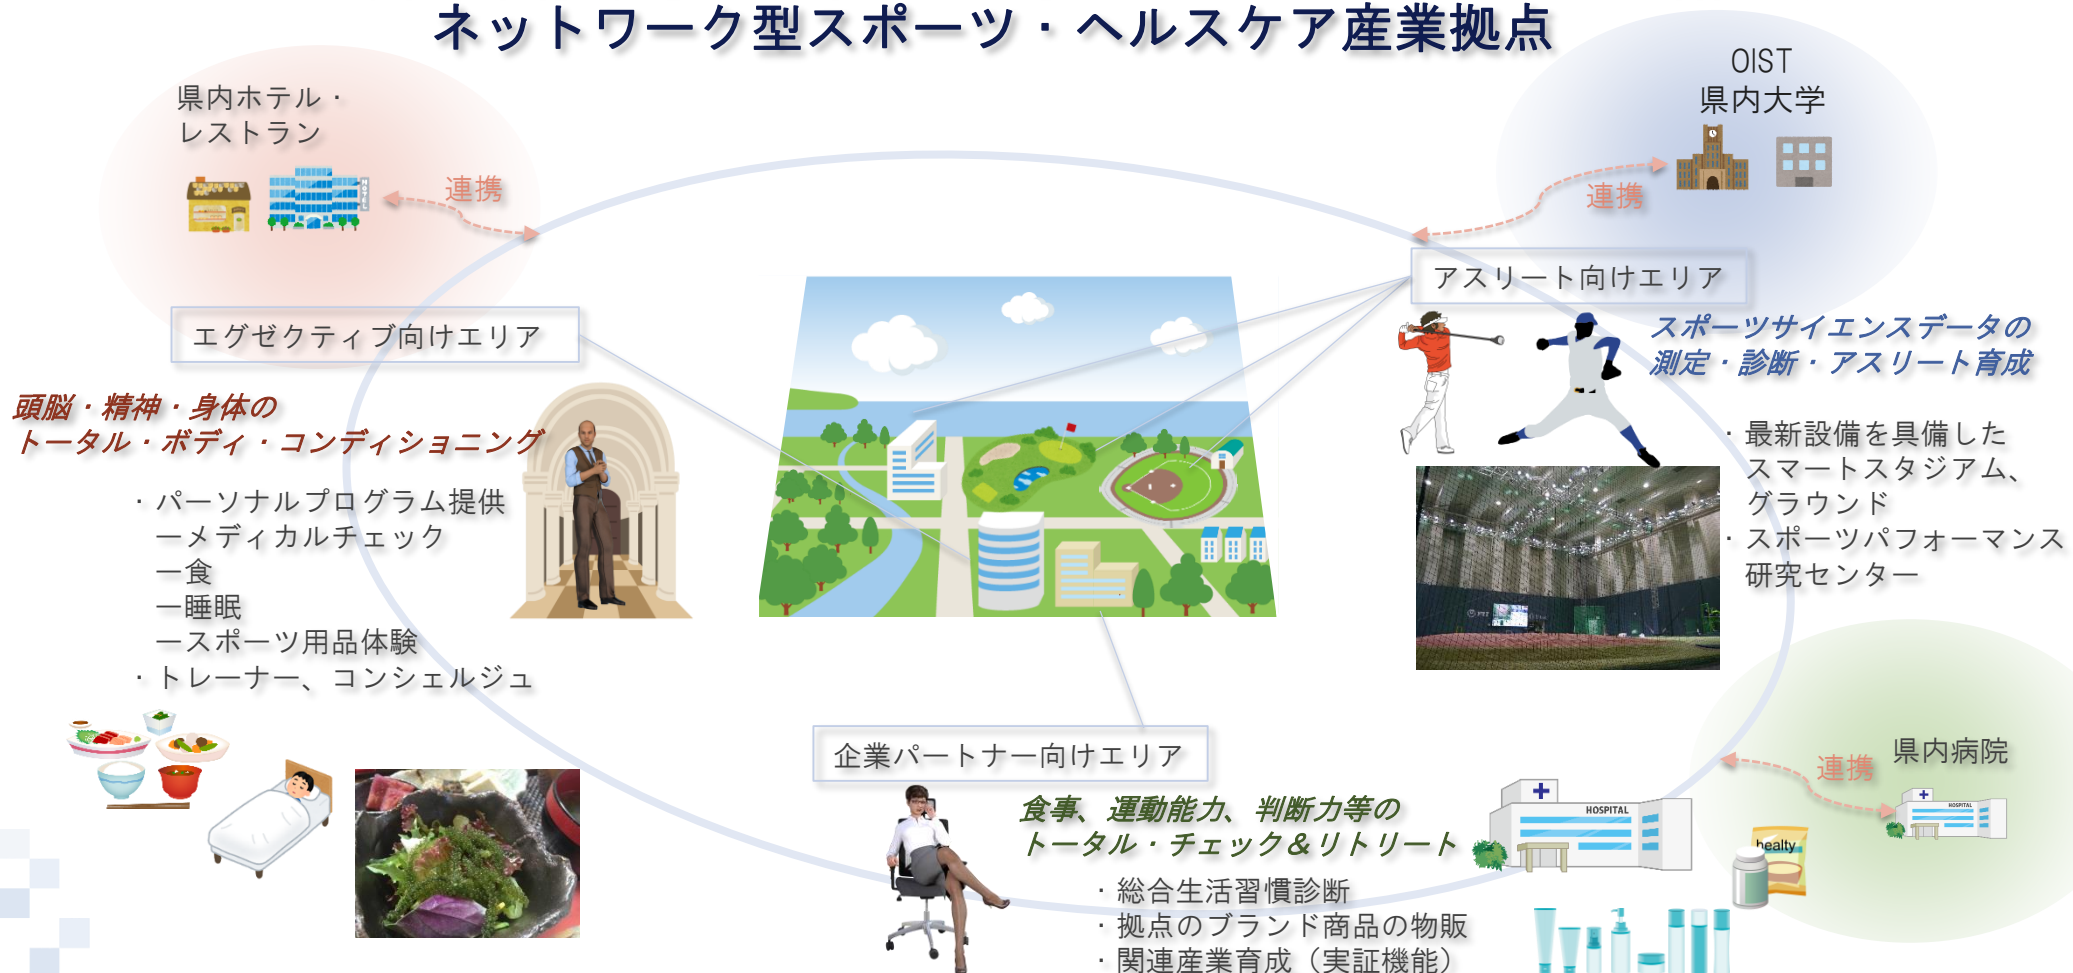 ネットワーク型スポーツ・ヘルスケア産業拠点
県内ホテル・
レストラン
HOTEL
連携
OIST
県内大学
連携
エグゼクティブ向けエリア
頭脳・精神・身体の
トータル・ボディ・コンディショニング
・パーソナルプログラム提供
ーメディカルチェック
ー食
ー睡眠
ースポーツ用品体験
・トレーナー、コンシェルジュ
アスリート向けエリア
スポーツサイエンスデータの
測定・診断・アスリート育成
・最新設備を具備した
スマートスタジアム、
グラウンド
・スポーツパフォーマンス
研究センター
企業パートナー向けエリア
食事、運動能力、判断力等の
トータル・チェック＆リトリート
・総合生活習慣診断
・拠点のブランド商品の物販
・関連産業育成（実証機能）
HOSPITAL
連携
県内病院
HOSPITAL
healty